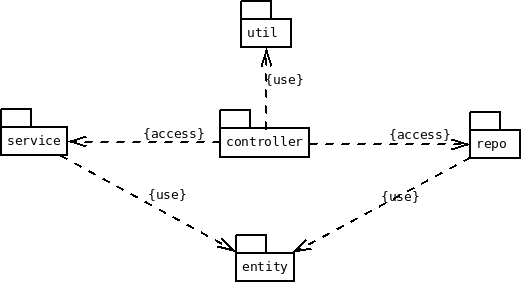 util
{use}
{access}
{access}
service
controller
repo
{use}
{use}
entity